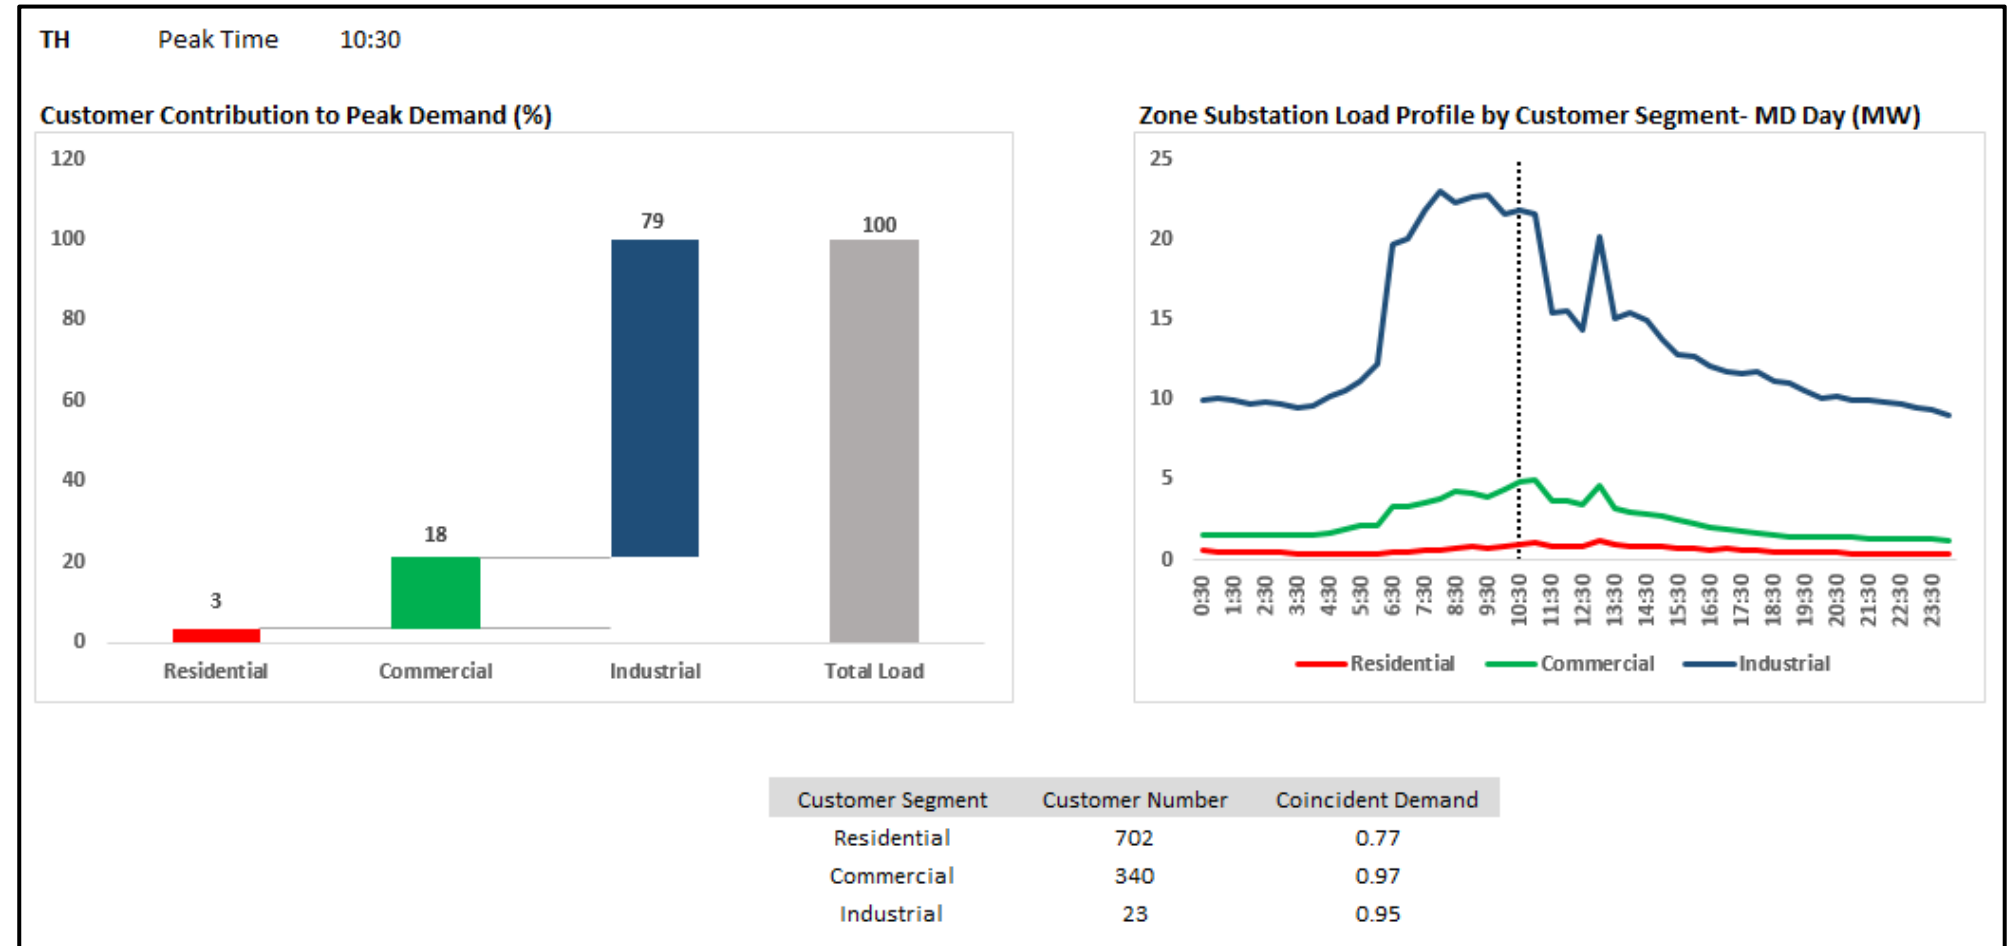 TH Peak Time 10:30
Customer Contribution to Peak Demand (%)
120
100
80
60
40
20
0
3
18
79
100
Residential Commercial Industrial Total Load
Zone Substation Load Profile by Customer Segment- MD Day (MW)
25
20
15
10
5
0
0:30 1:30 2:30 3:30 4:30 5:30 6:30 7:30 8:30 9:30 10:30 11:30 12:30 13:30 14:30 15:30 16:30 17:30 18:30 19:30 20:30 21:30 22:30 23:30
Residential Commercial Industrial
Customer Segment Customer Number Coincident Demand
Residential 702 0.77
Commercial 340 0.97
Industrial 23 0.95